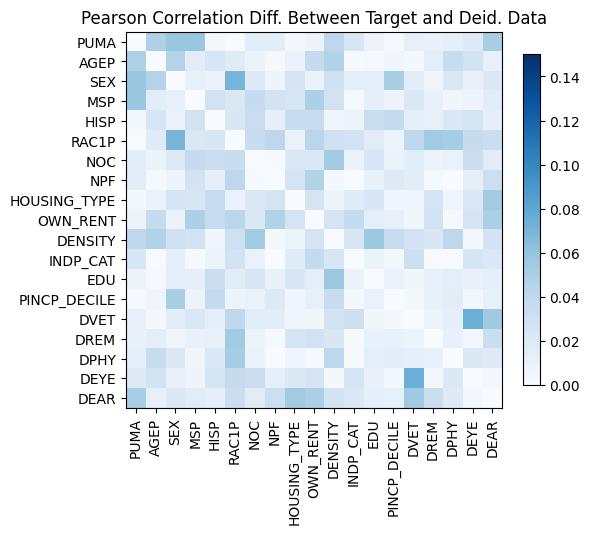 Pearson Correlation Diff. Between Target and Deid. Data
PUMA
AGEP
SEX
MSP
HISP
RAC1P
NOC
NPF
HOUSING_TYPE
OWN_RENT
DENSITY
INDP_CAT
EDU
PINCP_DECILE
DVET
DREM
DPHY
DEYE
DEAR
PUMA
AGEP
SEX
MSP
HISP
RAC1P
NOC
NPF
HOUSING_TYPE
OWN_RENT
DENSITY
INDP_CAT
EDU
PINCP_DECILE
DVET
DREM
DPHY
DEYE
DEAR
0.14
0.12
0.10
0.08
0.06
0.04
0.02
0.00